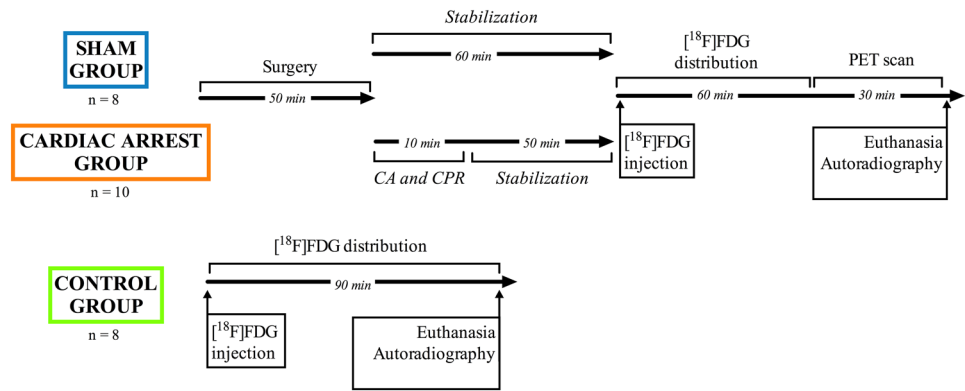 Stabilization
SHAM
GROUP
n = 8
Surgery
50 min
60 min
[18F]FDG
distribution
60 min
PET scan
30 min
CARDIAC ARREST
GROUP
n = 10
10 min
50 min
CA and CPR
Stabilization
[18F]FDG
injection
Euthanasia
Autoradiography
[18F]FDG distribution
CONTROL
GROUP
n = 8
90 min
[18F]FDG
injection
Euthanasia
Autoradiography